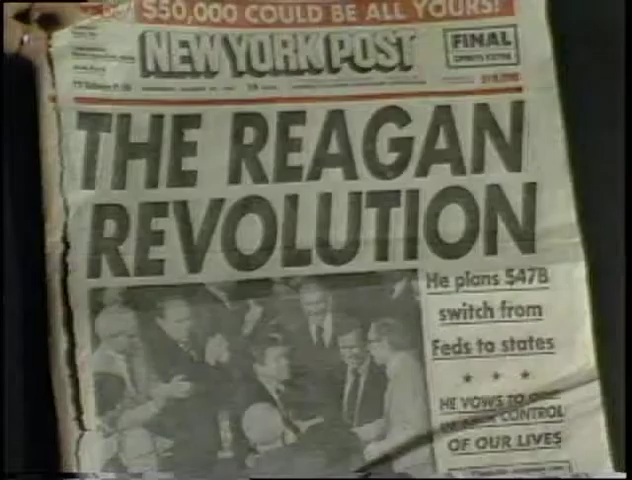 $50,000 COULD BE ALL YOURS!
NEW YORK POST
FINAL
THE REAGAN
REVOLUTION
He plans $47B
switch from
Feds to states
* * *
HE VOWS TO
CONTROL
OF OUR LIVES